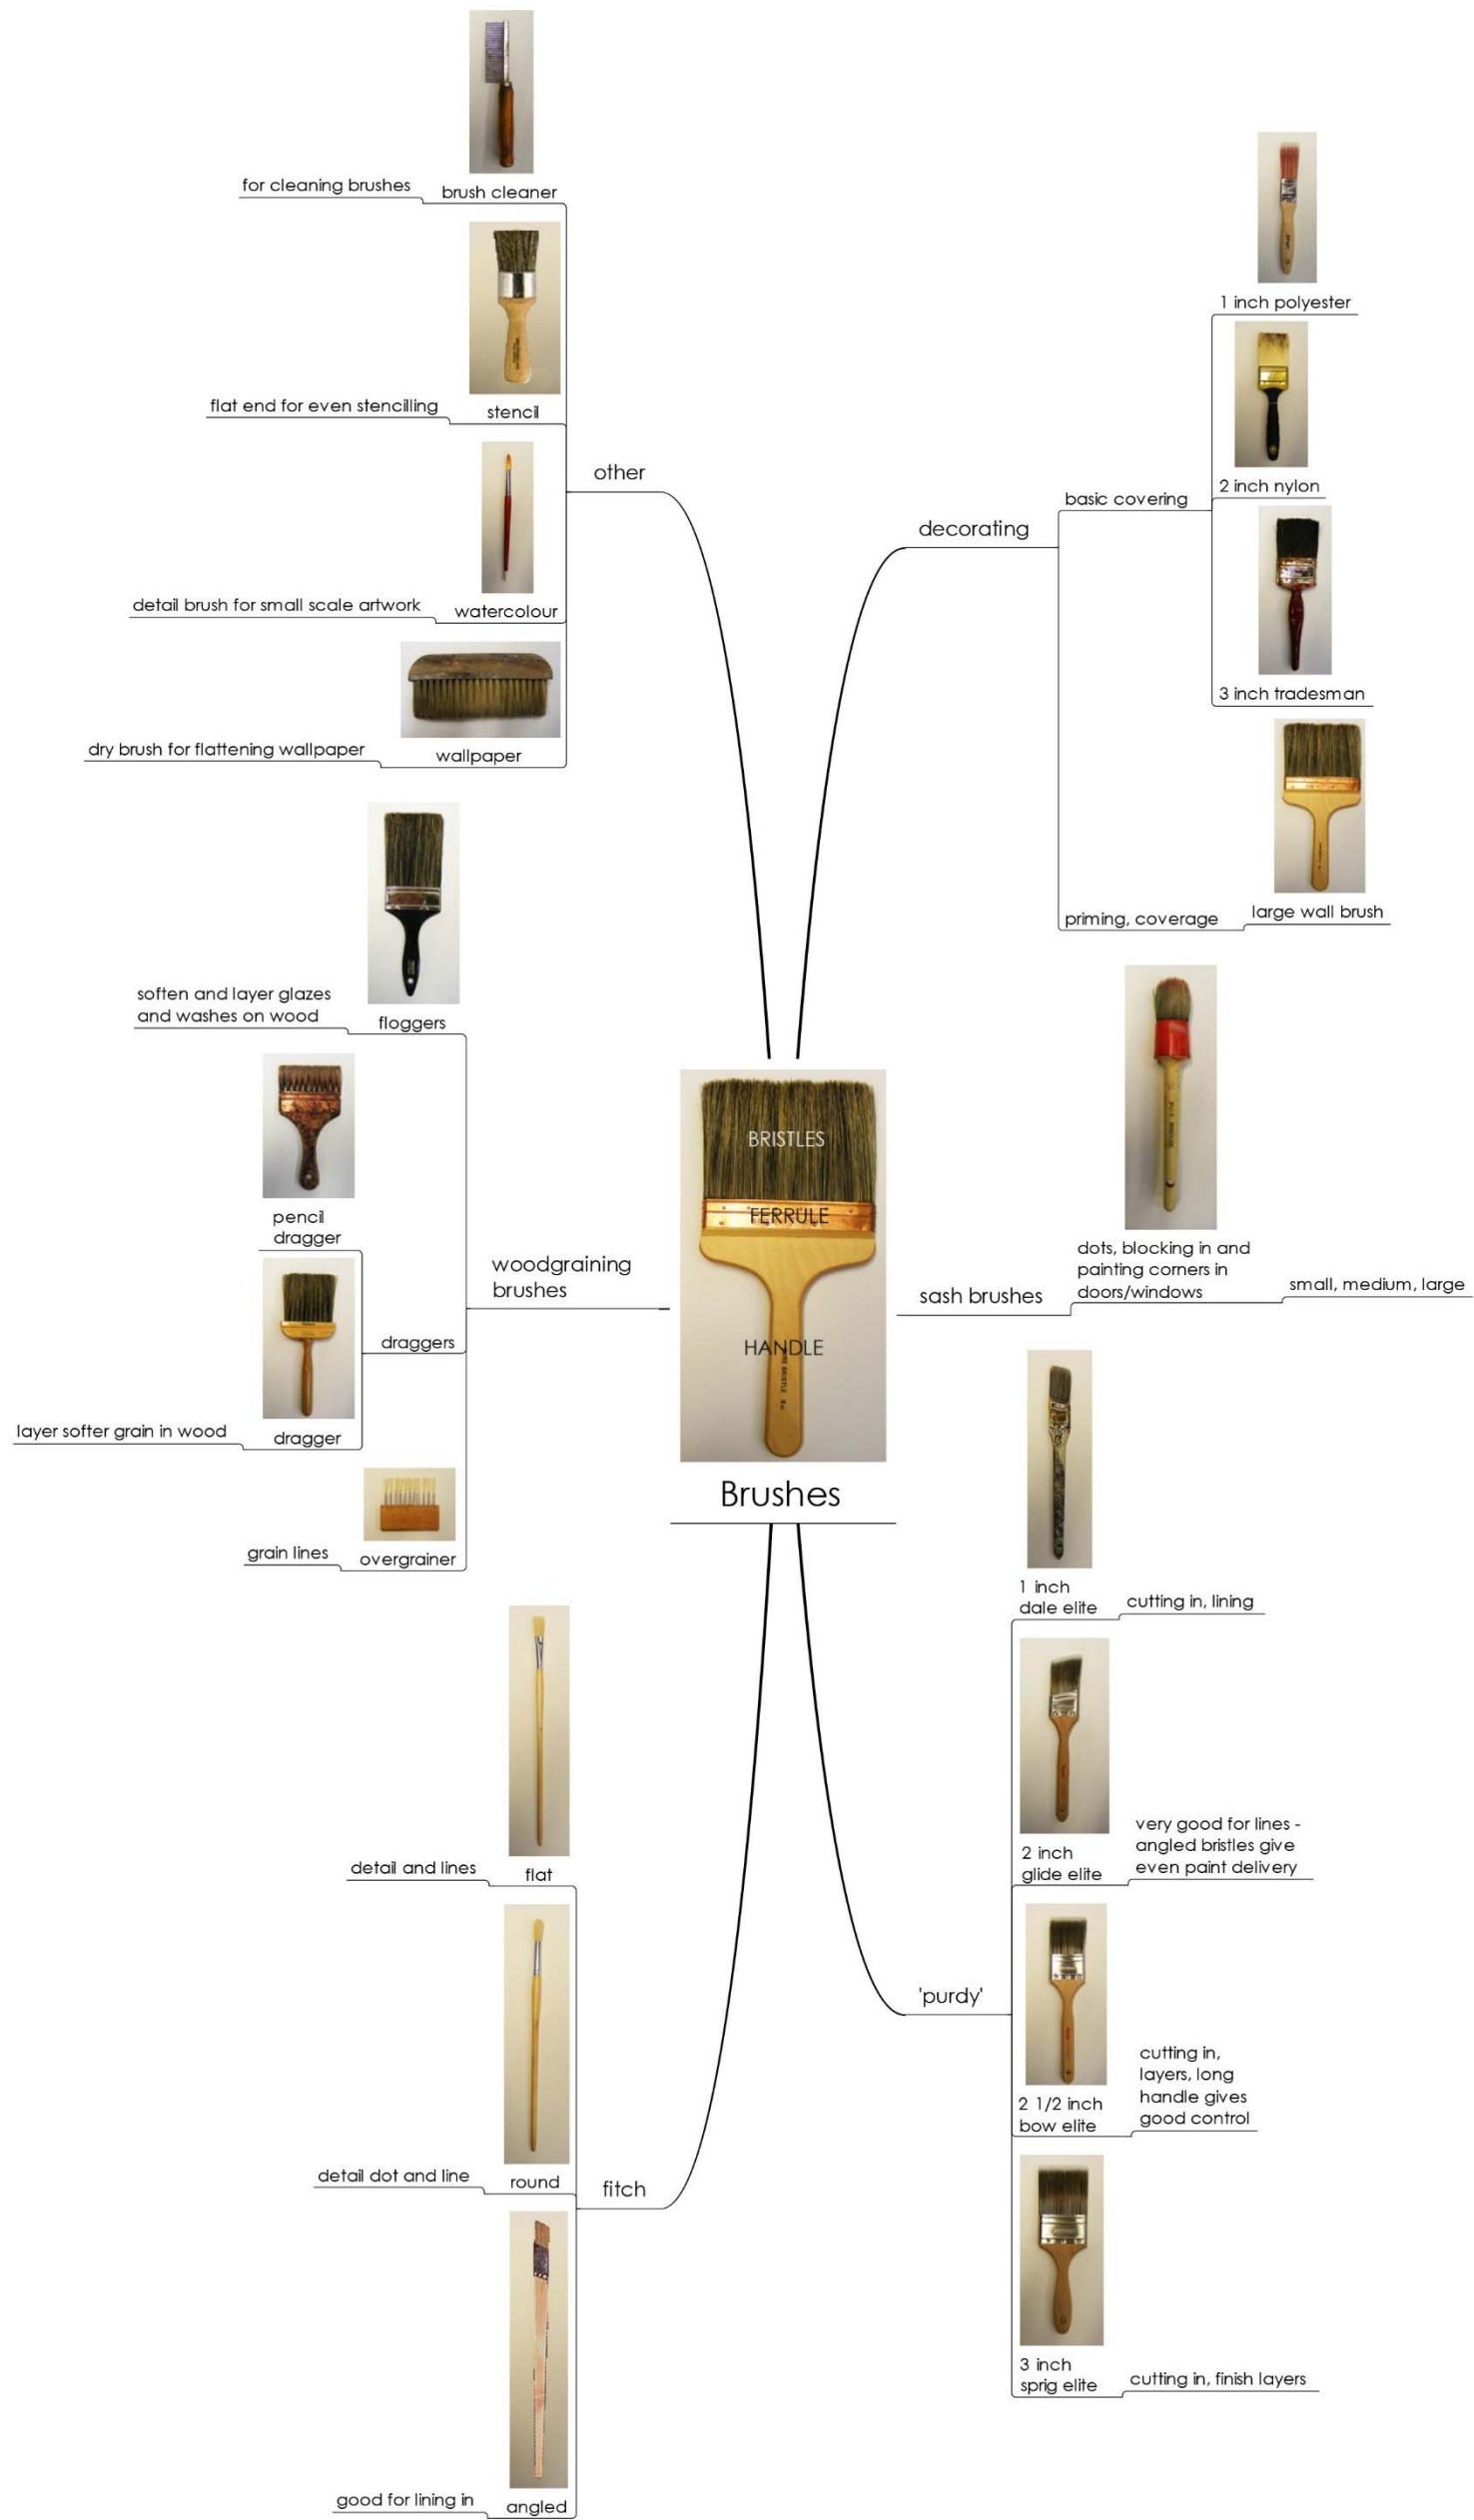 for cleaning brushes
brush cleaner
flat end for even stencilling
stencil
detail brush for small scale artwork
watercolour
dry brush for flattening wallpaper
wallpaper
other
decorating
basic covering
1 inch polyester
2 inch nylon
3 inch tradesman
priming, coverage
large wall brush
soften and layer glazes
and washes on wood
floggers
pencil
dragger
draggers
layer softer grain in wood
dragger
grain lines
overgrainer
woodgraining
brushes
BRISTLES
FERRULE
HANDLE
Brushes
sash brushes
dots, blocking in and
painting corners in
doors/windows
small, medium, large
1 inch
dale elite
cutting in, lining
2 inch
glide elite
very good for lines -
angled bristles give
even paint delivery
'purdy'
2 1/2 inch
bow elite
cutting in,
layers, long
handle gives
good control
3 inch
sprig elite
cutting in, finish layers
detail and lines
flat
detail dot and line
round
fitch
good for lining in
angled